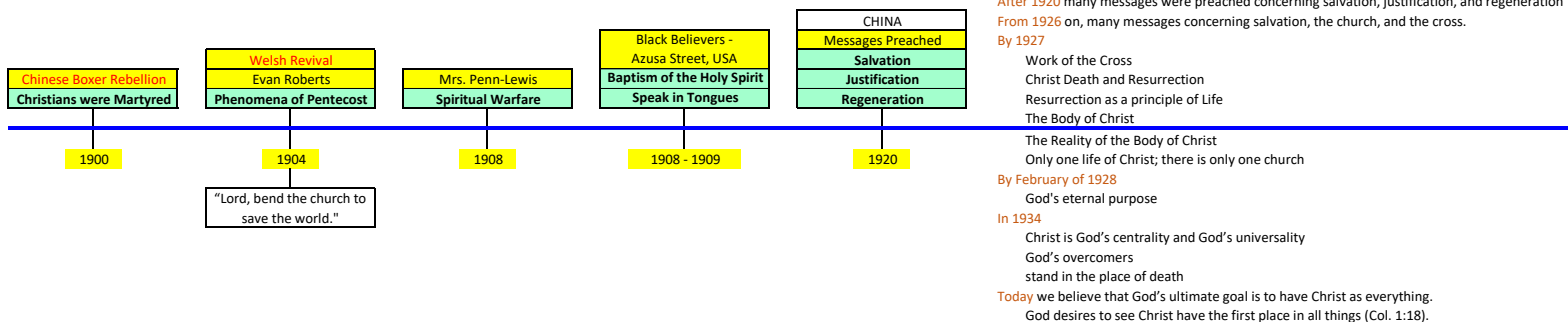 Chinese Boxer Rebellion
Christians were Martyred
1900
Welsh Revival
Evan Roberts
Phenomena of Pentecost
1904
“Lord, bend the church to
save the world."
Mrs. Penn-Lewis
Spiritual Warfare
1908
Black Believers -
Azusa Street, USA
Baptism of the Holy Spirit
Speak in Tongues
1908 - 1909
CHINA
Messages Preached
Salvation
Justification
Regeneration
1920
After 1920 many messages were preached concerning salvation, justification, and regeneration
From 1926 on, many messages concerning salvation, the church, and the cross.
By 1927
Work of the Cross
Christ Death and Resurrection
Resurrection as a principle of Life
The Body of Christ
The Reality of the Body of Christ
Only one life of Christ; there is only one church
By February of 1928
God's eternal purpose
In 1934
Christ is God’s centrality and God’s universality
God’s overcomers
stand in the place of death
Today we believe that God’s ultimate goal is to have Christ as everything.
God desires to see Christ have the first place in all things (Col. 1:18).